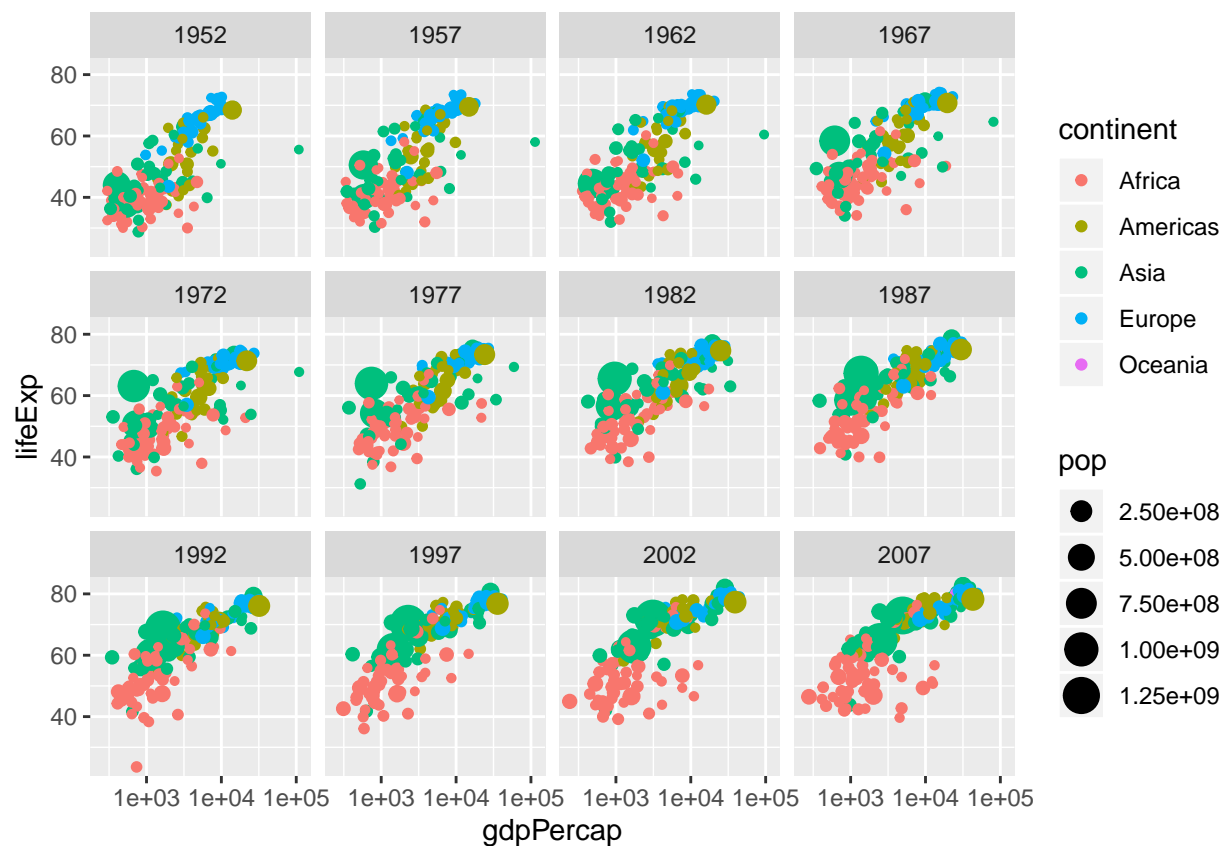 1952 1957 1962 1967
80
60
40
1972 1977 1982 1987
80
60
40
1992 1997 2002 2007
80
60
40
1e+03 1e+04 1e+05 1e+03 1e+04 1e+05 1e+03 1e+04 1e+05 1e+03 1e+04 1e+05
gdpPercap
lifeExp
continent
Africa
Americas
Asia
Europe
Oceania
pop
2.50e+08
5.00e+08
7.50e+08
1.00e+09
1.25e+09